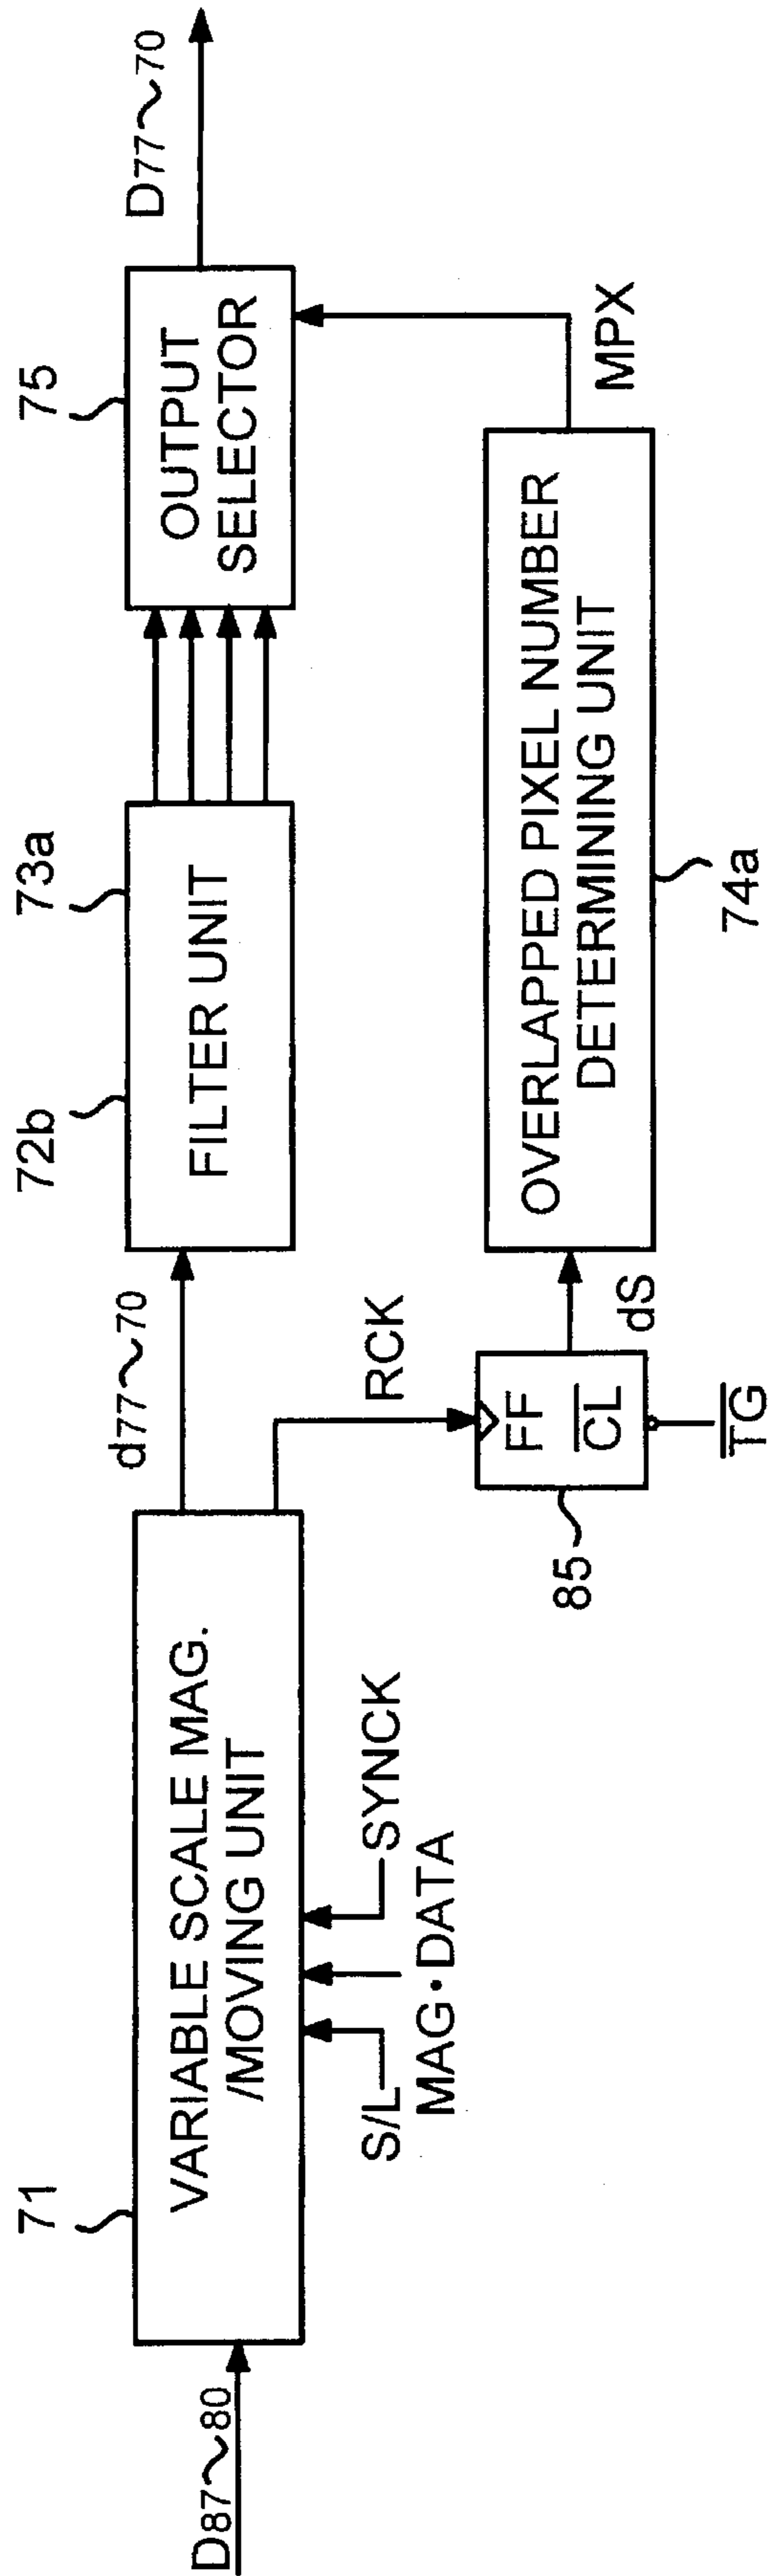 D87~80
71
VARIABLE SCALE MAG.
/MOVING UNIT
S/L
MAG•DATA
SYNCK
d77~70
RCK
72b
73a
FILTER UNIT
75
OUTPUT
SELECTOR
D77~70
85
FF
CL
TG
dS
OVERLAPPED PIXEL NUMBER
DETERMINING UNIT
74a
MPX